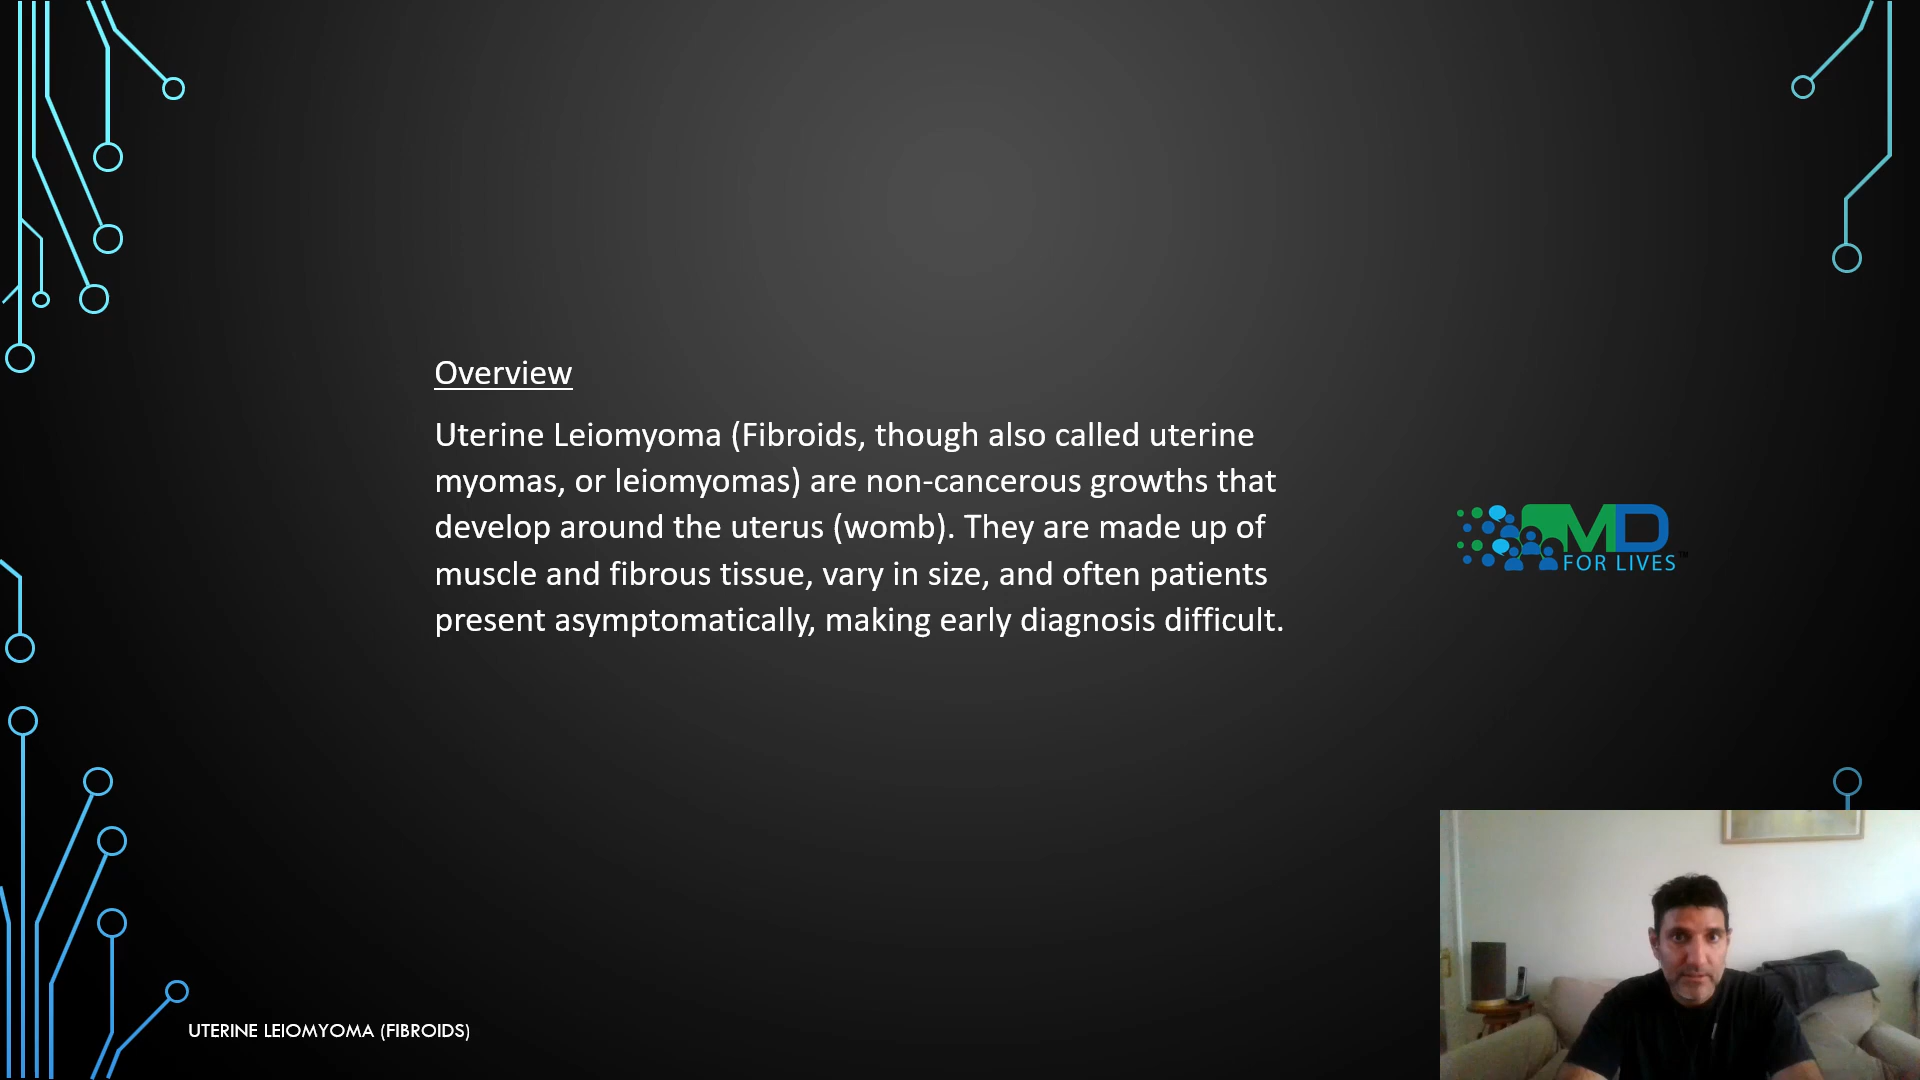 Overview
Uterine Leiomyoma (Fibroids, though also called uterine
myomas, or leiomyomas) are non-cancerous growths that
develop around the uterus (womb). They are made up of
muscle and fibrous tissue, vary in size, and often patients
present asymptomatically, making early diagnosis difficult.
MD
FOR LIVES™
UTERINE LEIOMYOMA (FIBROIDS)